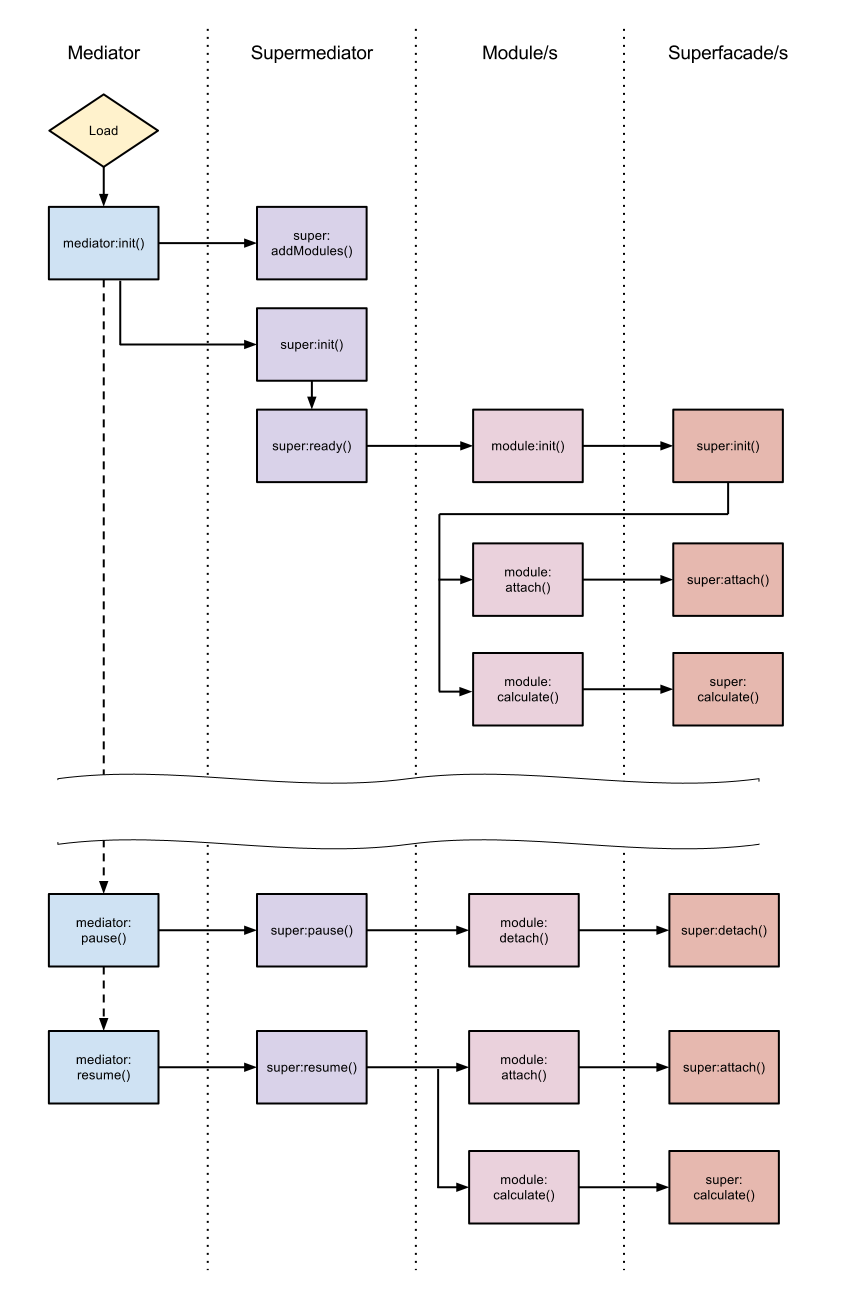 Mediator
Supermediator
Module/s
Superfacade/s
Load
mediator:init()
super:
addModules()
super:init()
super:ready()
module:init()
super:init()
module:
attach()
super:attach()
module:
calculate()
super:
calculate()
mediator:
pause()
super:pause()
module:
detach()
super:detach()
mediator:
resume()
super:resume()
module:
attach()
super:attach()
module:
calculate()
super:
calculate()